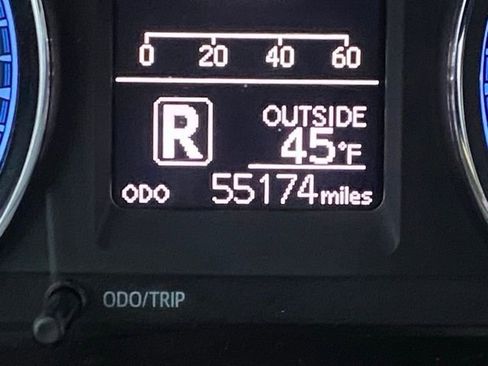 0 20 40 60
R
OUTSIDE
45°F
ODO 55174 miles
ODO/TRIP